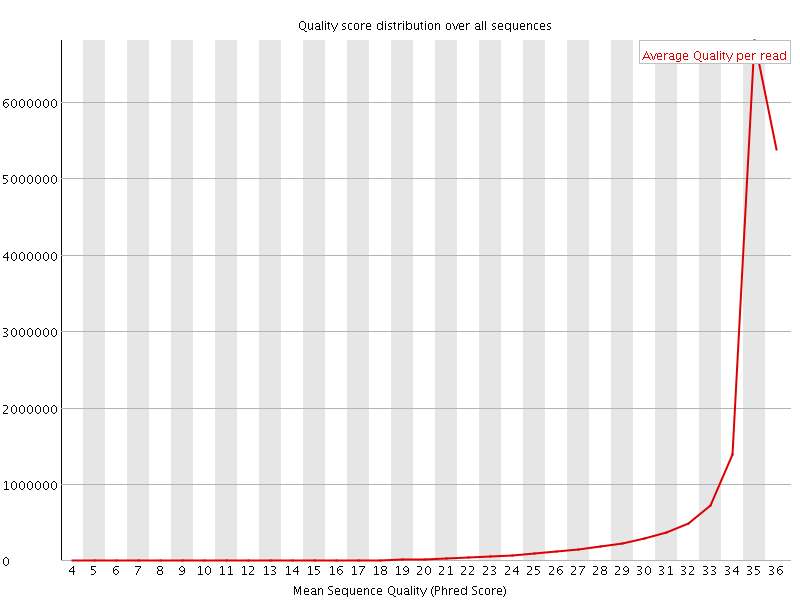 Quality score distribution over all sequences
Average Quality per read
6000000
5000000
4000000
3000000
2000000
1000000
0
4 5 6 7 8 9 10 11 12 13 14 15 16 17 18 19 20 21 22 23 24 25 26 27 28 29 30 31 32 33 34 35 36
Mean Sequence Quality (Phred Score)